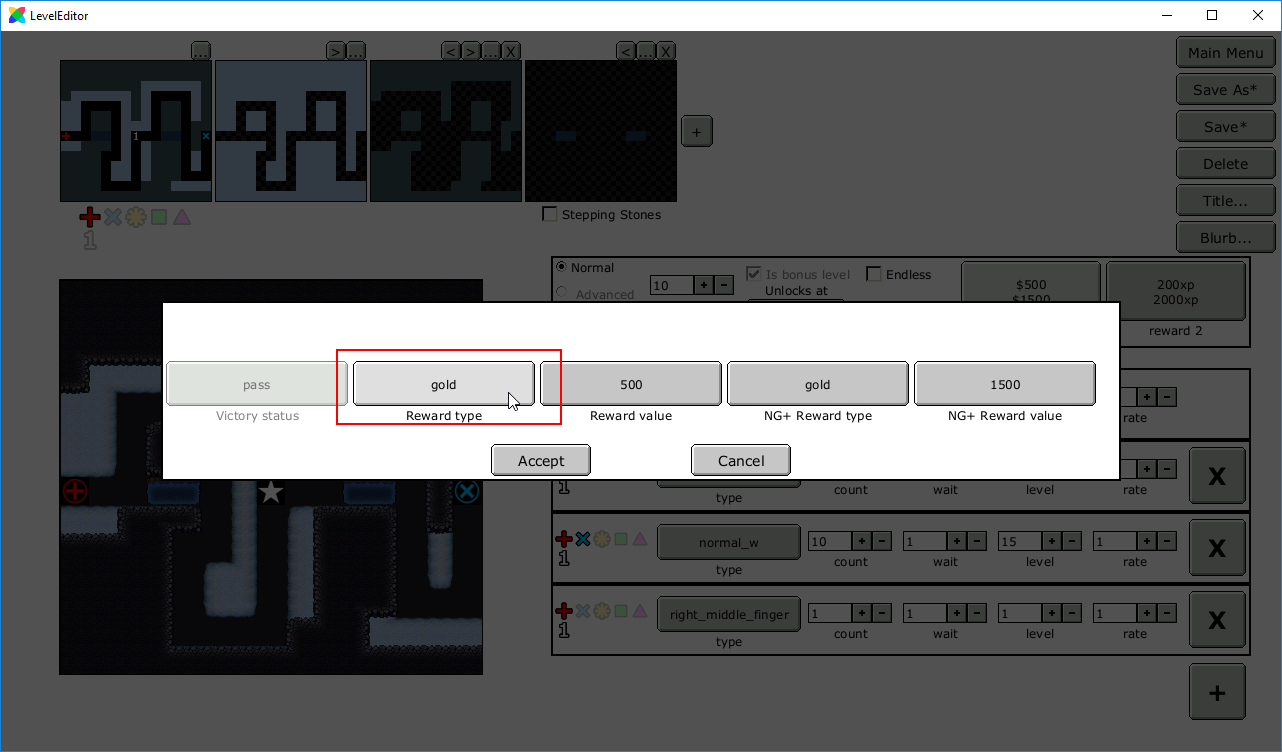 LevelEditor
...
> ...
< > ... X
< ... X
+
1
Stepping Stones
1
Main Menu
Save As*
Save*
Delete
Title...
Blurb...
Normal
Advanced
10 + -
Is bonus level
Endless
Unlocks at
$500
$1500
200xp
2000xp
reward 2
pass
gold
500
gold
1500
Victory status
Reward type
Reward value
NG+ Reward type
NG+ Reward value
Accept
Cancel
+ -
rate
1
+ -
X
type
count
wait
level
rate
1
normal_w
10 + -
1 + -
15 + -
1 + -
X
type
count
wait
level
rate
1
right_middle_finger
1 + -
1 + -
1 + -
1 + -
X
type
count
wait
level
rate
+